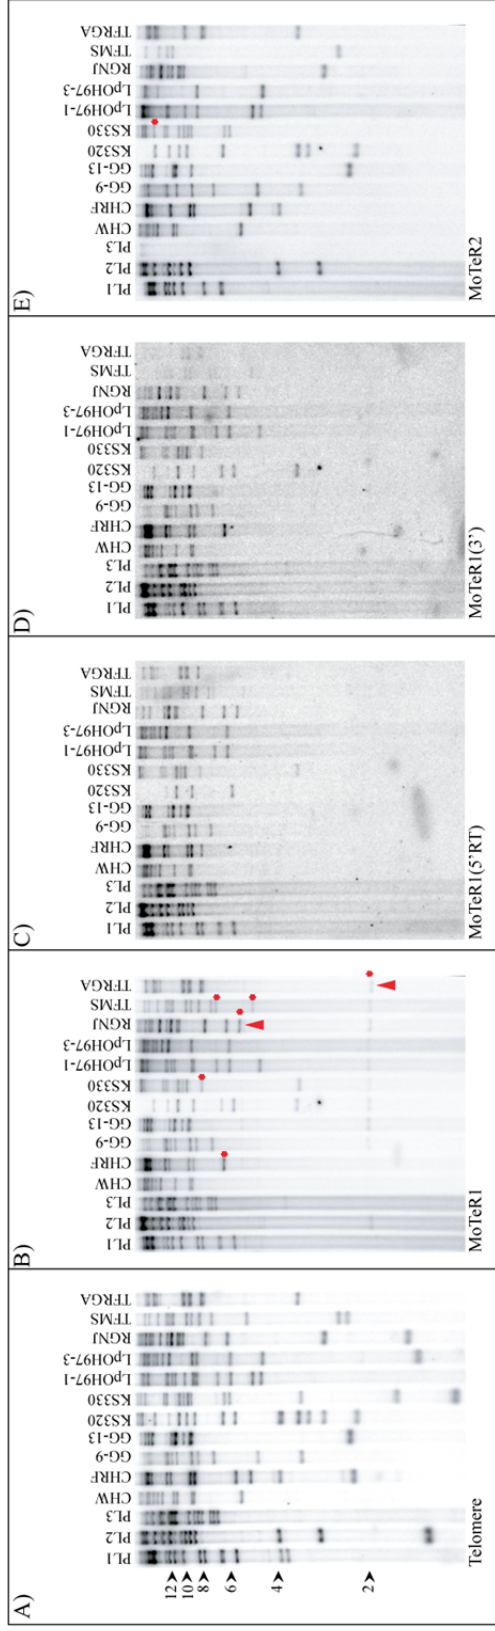 A)
PL1
PL2
PL3
CHW
CHRF
GG-9
GG-13
KS320
KS330
LpOH97-1
LpOH97-3
RGNJ
TFMS
TFRGA
12
10
8
6
4
2
Telomere
B)
PL1
PL2
PL3
CHW
CHRF
GG-9
GG-13
KS320
KS330
LpOH97-1
LpOH97-3
RGNJ
TFMS
TFRGA
MoTeR1
C)
PL1
PL2
PL3
CHW
CHRF
GG-9
GG-13
KS320
KS330
LpOH97-1
LpOH97-3
RGNJ
TFMS
TFRGA
MoTeR1(5'RT)
D)
PL1
PL2
PL3
CHW
CHRF
GG-9
GG-13
KS320
KS330
LpOH97-1
LpOH97-3
RGNJ
TFMS
TFRGA
MoTeR1(3')
E)
PL1
PL2
PL3
CHW
CHRF
GG-9
GG-13
KS320
KS330
LpOH97-1
LpOH97-3
RGNJ
TFMS
TFRGA
MoTeR2